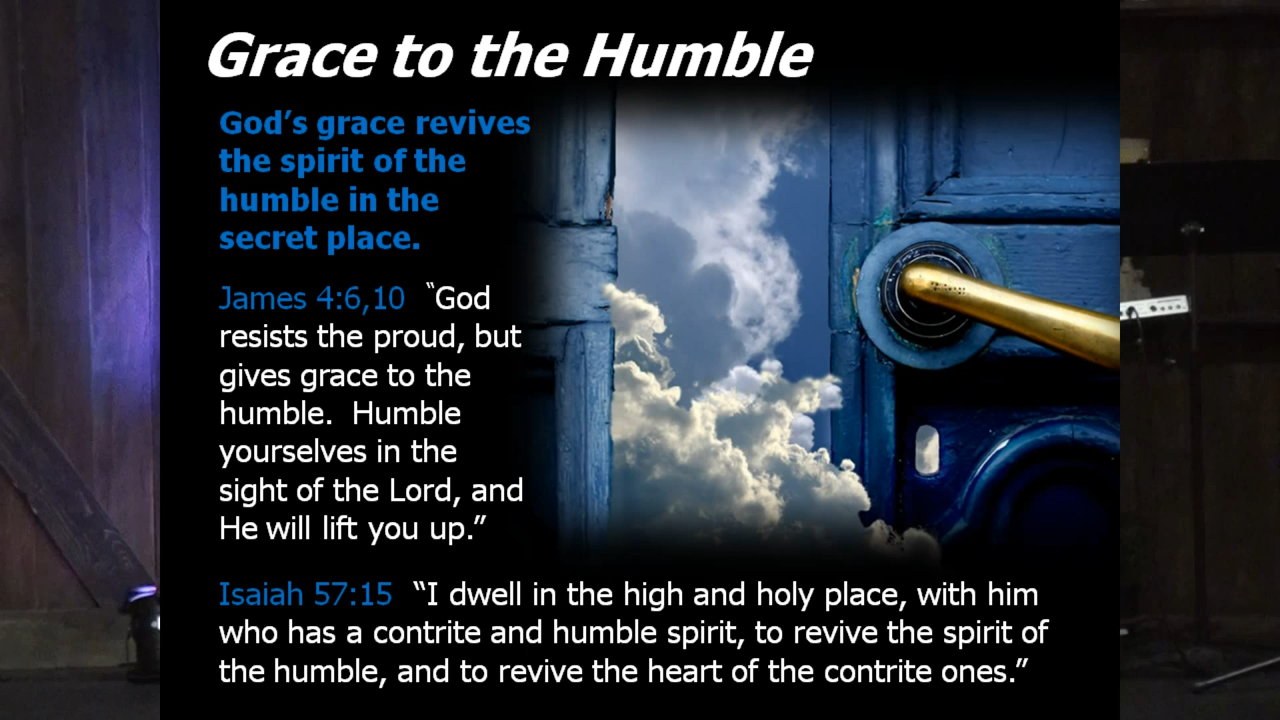 Grace to the Humble
God’s grace revives
the spirit of the
humble in the
secret place.
James 4:6,10 “God
resists the proud, but
gives grace to the
humble. Humble
yourselves in the
sight of the Lord, and
He will lift you up.”
Isaiah 57:15 “I dwell in the high and holy place, with him
who has a contrite and humble spirit, to revive the spirit of
the humble, and to revive the heart of the contrite ones.”